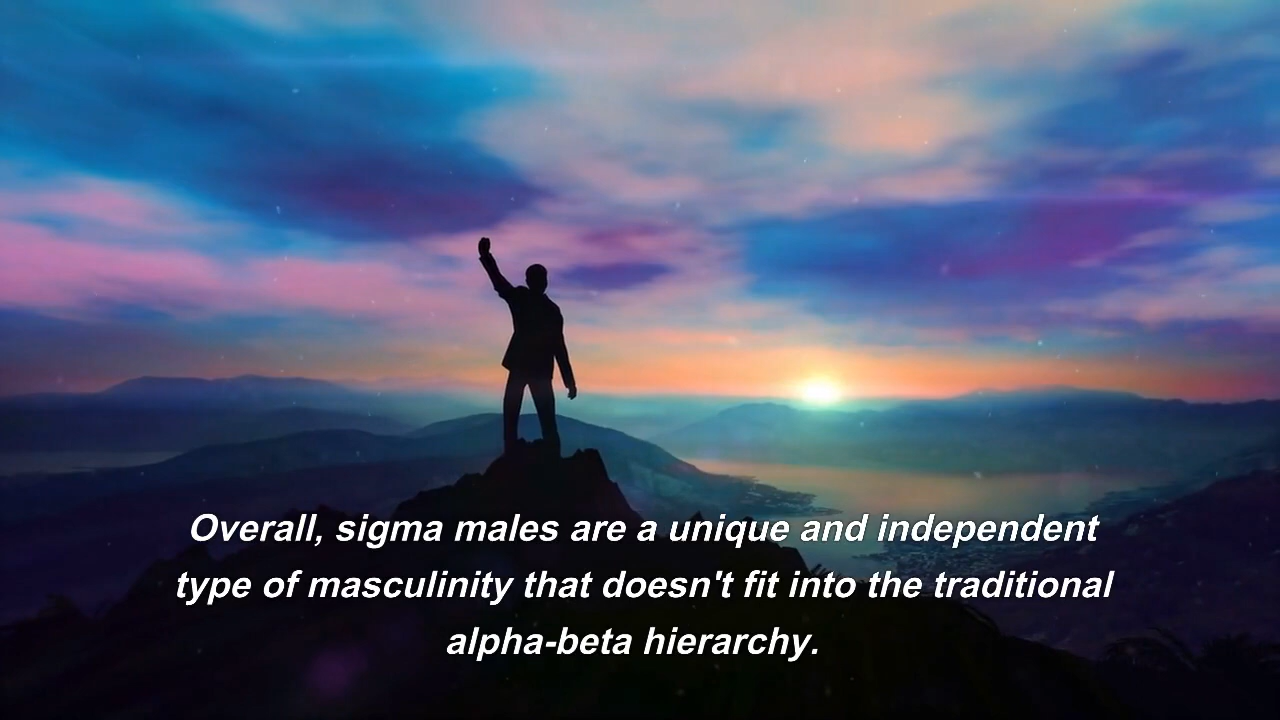 Overall, sigma males are a unique and independent
type of masculinity that doesn't fit into the traditional
alpha-beta hierarchy.